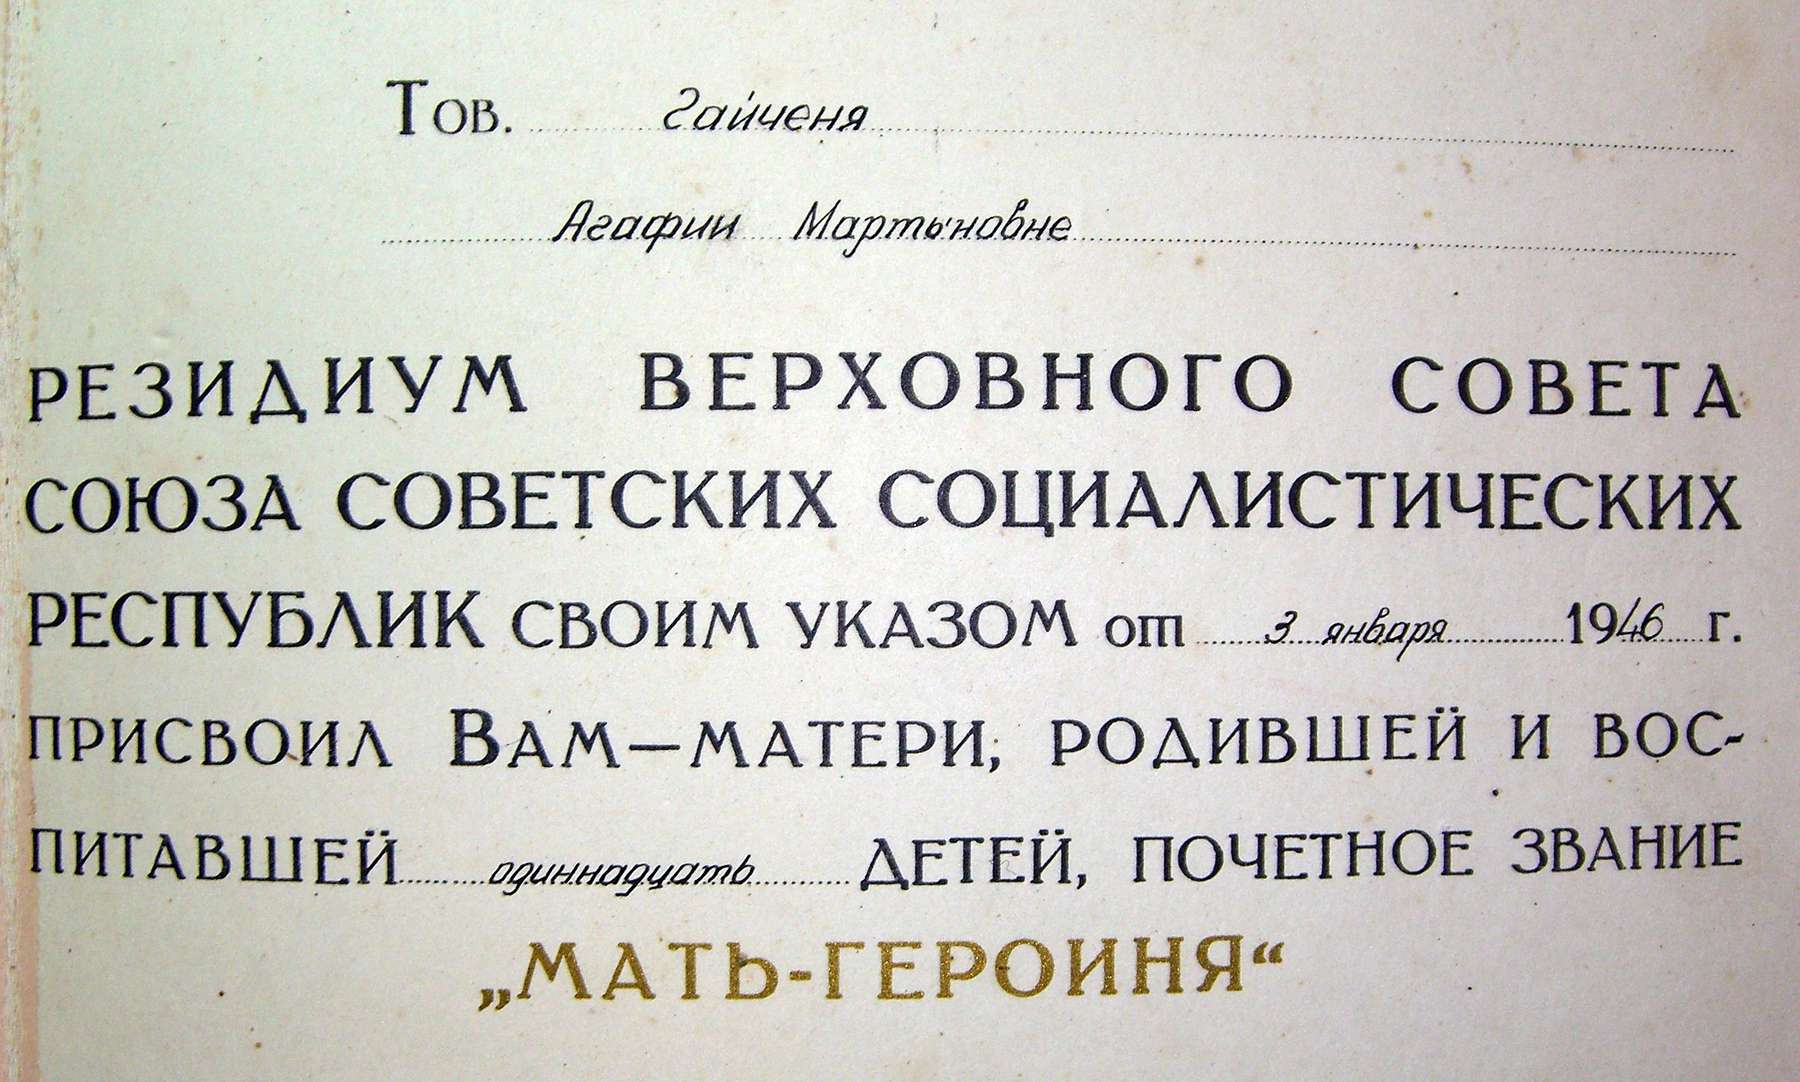 Тов. Гайченя
Агафии Мартыновне
РЕЗИДИУМ ВЕРХОВНОГО СОВЕТА
СОЮЗА СОВЕТСКИХ СОЦИАЛИСТИЧЕСКИХ
РЕСПУБЛИК СВОИМ УКАЗОМ от 3 января 1946 г.
ПРИСВОИЛ ВАМ—МАТЕРИ, РОДИВШЕЙ И ВОС-
ПИТАВШЕЙ одиннадцать ДЕТЕЙ, ПОЧЕТНОЕ ЗВАНИЕ
„МАТЬ-ГЕРОИНЯ“